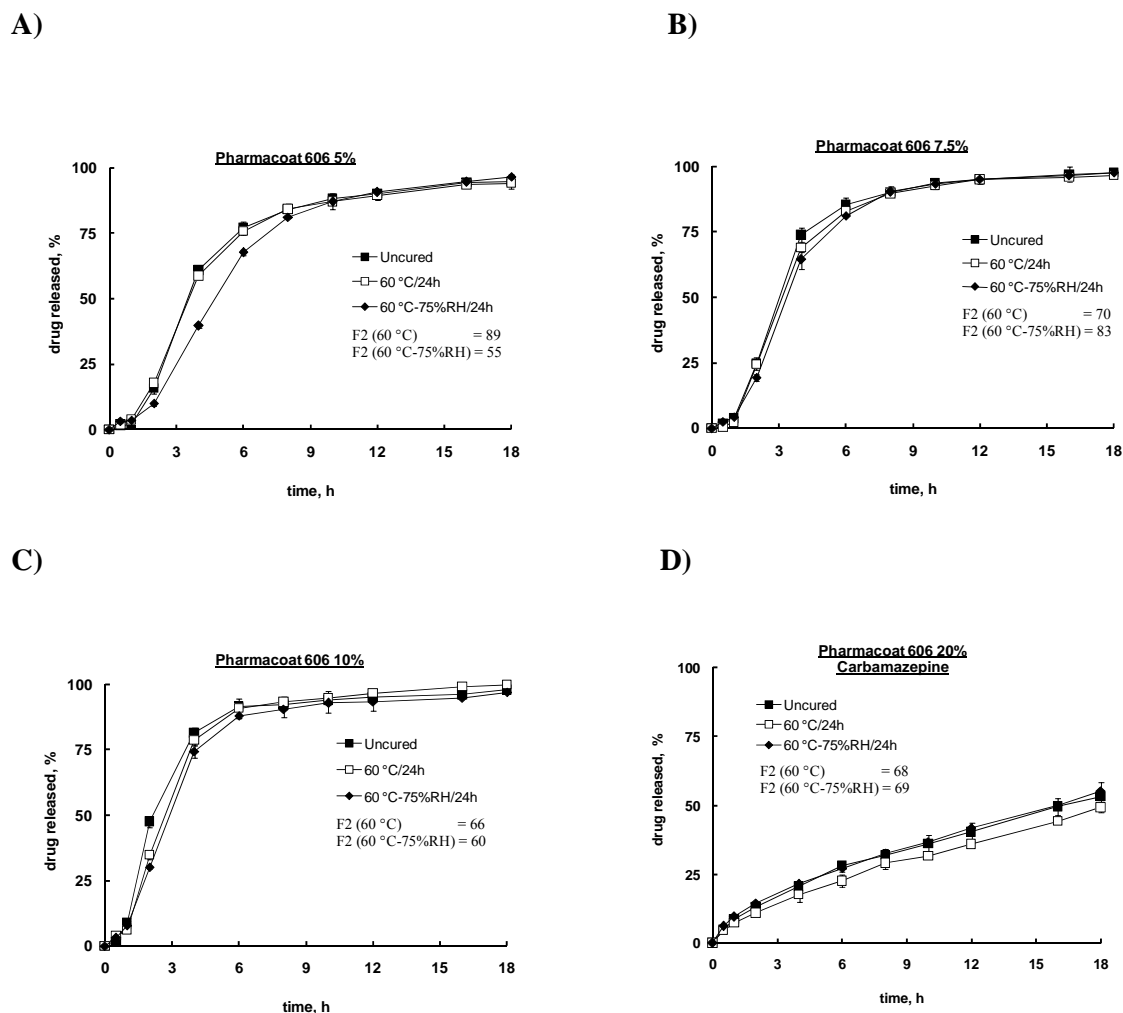 A)
Pharmacoat 606 5%
100
75
50
25
0
drug released, %
Uncured
60 °C/24h
60 °C-75%RH/24h
F2 (60 °C) = 89
F2 (60 °C-75%RH) = 55
0 3 6 9 12 15 18
time, h
B)
Pharmacoat 606 7.5%
100
75
50
25
0
drug released, %
Uncured
60 °C/24h
60 °C-75%RH/24h
F2 (60 °C) = 70
F2 (60 °C-75%RH) = 83
0 3 6 9 12 15 18
time, h
C)
Pharmacoat 606 10%
100
75
50
25
0
drug released, %
Uncured
60 °C/24h
60 °C-75%RH/24h
F2 (60 °C) = 66
F2 (60 °C-75%RH) = 60
0 3 6 9 12 15 18
time, h
D)
Pharmacoat 606 20%
Carbamazepine
100
75
50
25
0
drug released, %
Uncured
60 °C/24h
60 °C-75%RH/24h
F2 (60 °C) = 68
F2 (60 °C-75%RH) = 69
0 3 6 9 12 15 18
time, h